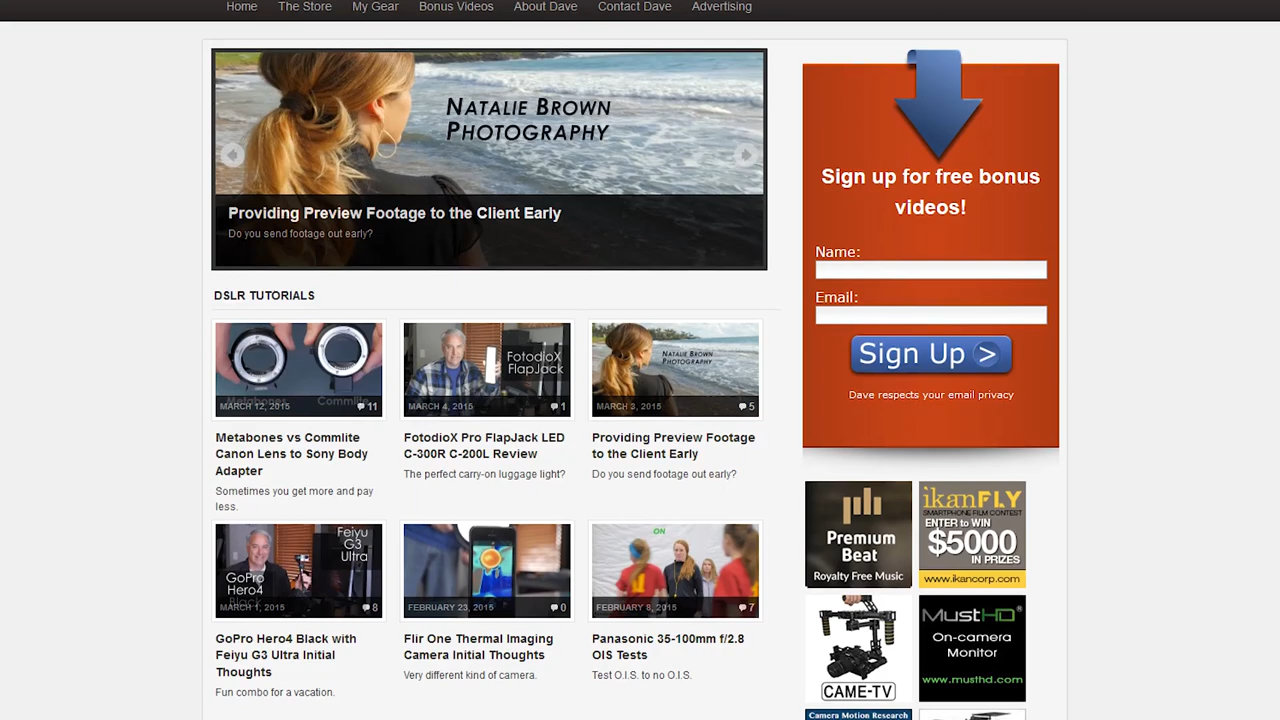 Home The Store My Gear Bonus Videos About Dave Contact Dave Advertising
NATALIE BROWN
PHOTOGRAPHY
Providing Preview Footage to the Client Early
Do you send footage out early?
Sign up for free bonus
videos!
Name:
Email:
Sign Up >
Dave respects your email privacy
DSLR TUTORIALS
Metabones Commlite
MARCH 12, 2015 11
Metabones vs Commlite
Canon Lens to Sony Body
Adapter
Sometimes you get more and pay
less.
FotodioX
FlapJack
MARCH 4, 2015 1
FotodioX Pro FlapJack LED
C-300R C-200L Review
The perfect carry-on luggage light?
NATALIE BROWN
PHOTOGRAPHY
MARCH 3, 2015 5
Providing Preview Footage
to the Client Early
Do you send footage out early?
Feiyu
G3
Ultra
GoPro
Hero4
Black
MARCH 1, 2015 8
GoPro Hero4 Black with
Feiyu G3 Ultra Initial
Thoughts
Fun combo for a vacation.
FEBRUARY 23, 2015 0
Flir One Thermal Imaging
Camera Initial Thoughts
Very different kind of camera.
ON
FEBRUARY 8, 2015 7
Panasonic 35-100mm f/2.8
OIS Tests
Test O.I.S. to no O.I.S.
Premium
Beat
Royalty Free Music
ikanFLY
SMARTPHONE FILM CONTEST
ENTER to WIN
$5000
IN PRIZES
www.ikancorp.com
CAME-TV
MustHD®
On-camera
Monitor
www.musthd.com
Camera Motion Research